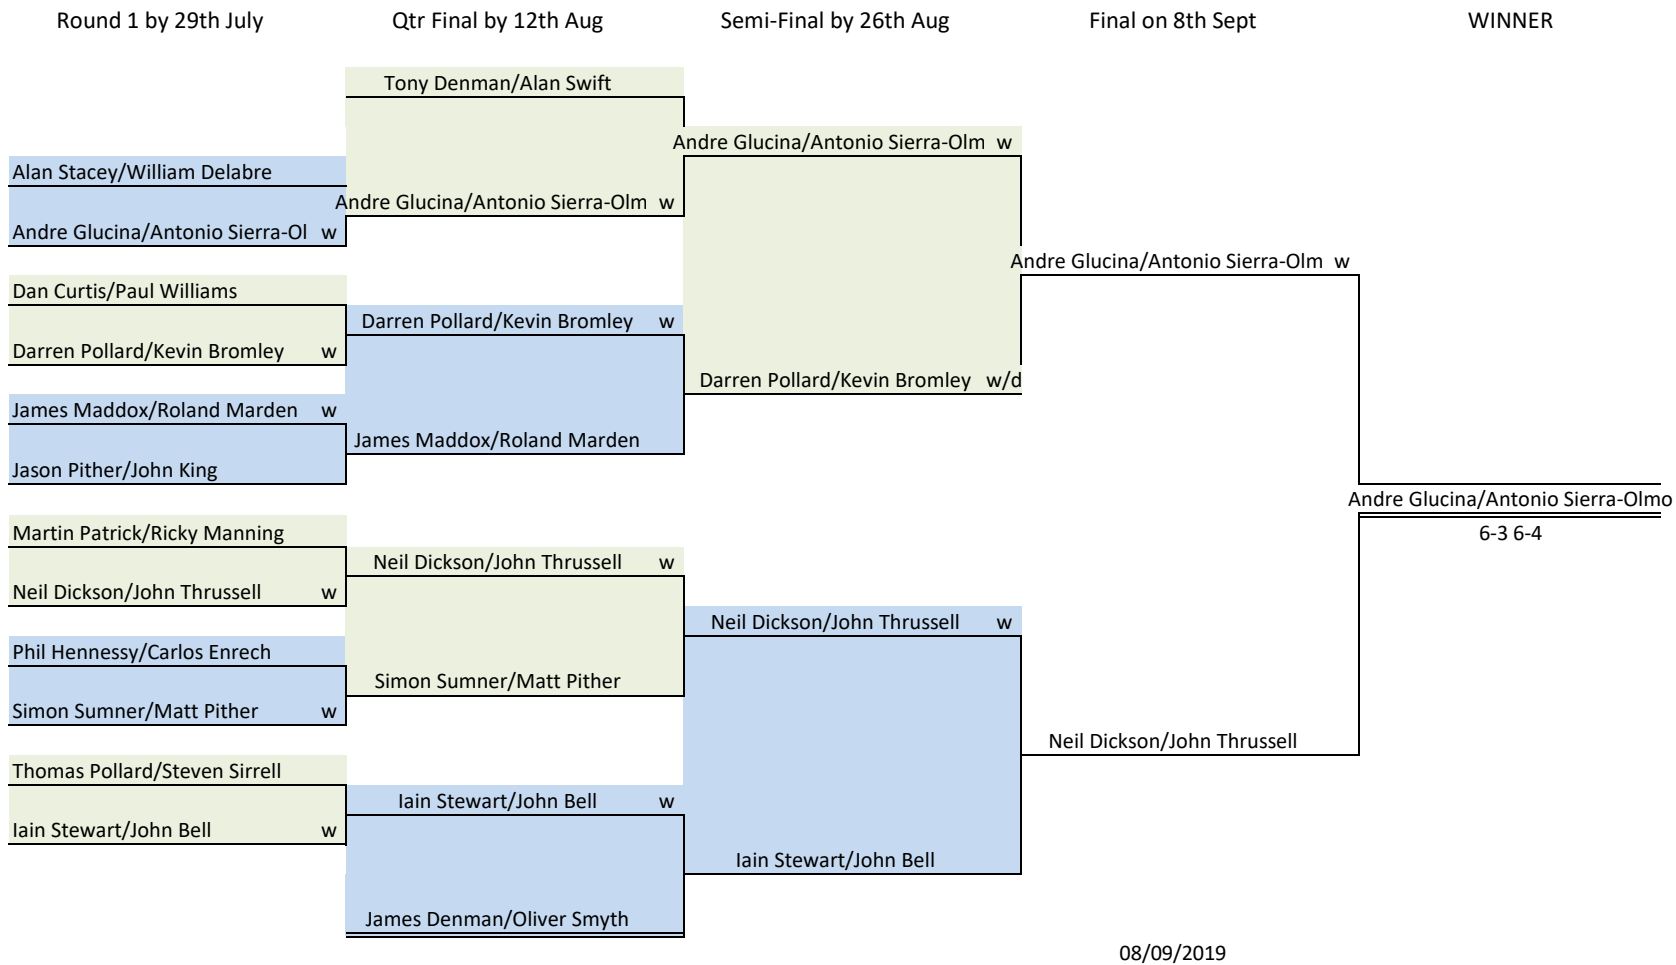 Round 1 by 29th July Qtr Final by 12th Aug Semi-Final by 26th Aug Final on 8th Sept WINNER
Tony Denman/Alan Swift
Andre Glucina/Antonio Sierra-Olm w
Alan Stacey/William Delabre
Andre Glucina/Antonio Sierra-Olm w
Andre Glucina/Antonio Sierra-Ol w
Andre Glucina/Antonio Sierra-Olm w
Dan Curtis/Paul Williams
Darren Pollard/Kevin Bromley w
Darren Pollard/Kevin Bromley w
Darren Pollard/Kevin Bromley w/d
James Maddox/Roland Marden w
James Maddox/Roland Marden
Jason Pither/John King
Andre Glucina/Antonio Sierra-Olmo
Martin Patrick/Ricky Manning 6-3 6-4
Neil Dickson/John Thrussell w
Neil Dickson/John Thrussell w
Neil Dickson/John Thrussell w
Phil Hennessy/Carlos Enrech
Simon Sumner/Matt Pither
Simon Sumner/Matt Pither w
Neil Dickson/John Thrussell
Thomas Pollard/Steven Sirrell
Iain Stewart/John Bell w
Iain Stewart/John Bell w
Iain Stewart/John Bell
James Denman/Oliver Smyth
08/09/2019